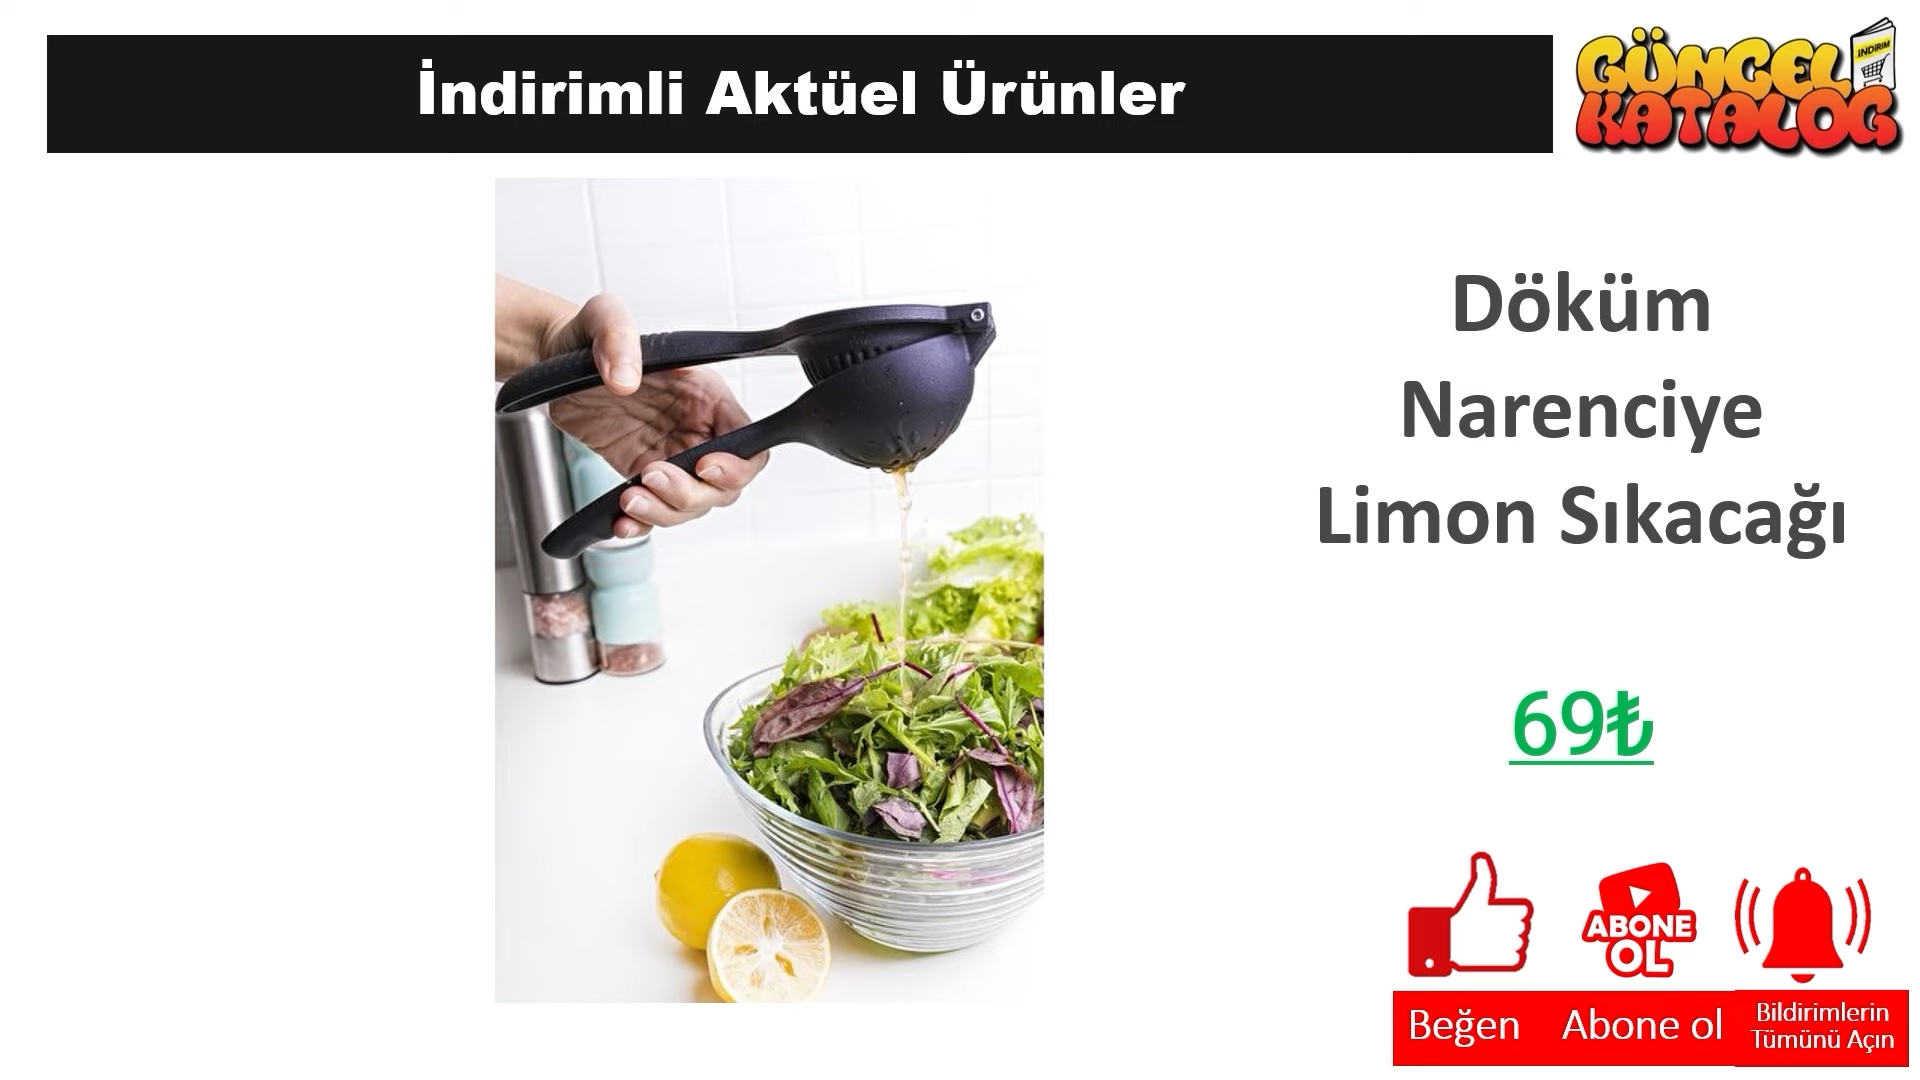 İndirimli Aktüel Ürünler
GÜNCEL
İNDİRİM
KATALOG
Döküm
Narenciye
Limon Sıkacağı
69₺
ABONE
OL
Beğen
Abone ol
Bildirimlerin
Tümünü Açın